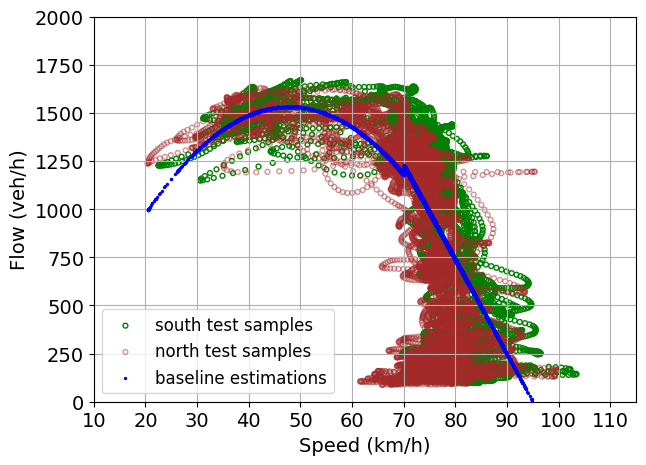 2000
1750
1500
1250
1000
750
500
250
0
Flow (veh/h)
south test samples
north test samples
baseline estimations
10 20 30 40 50 60 70 80 90 100 110
Speed (km/h)